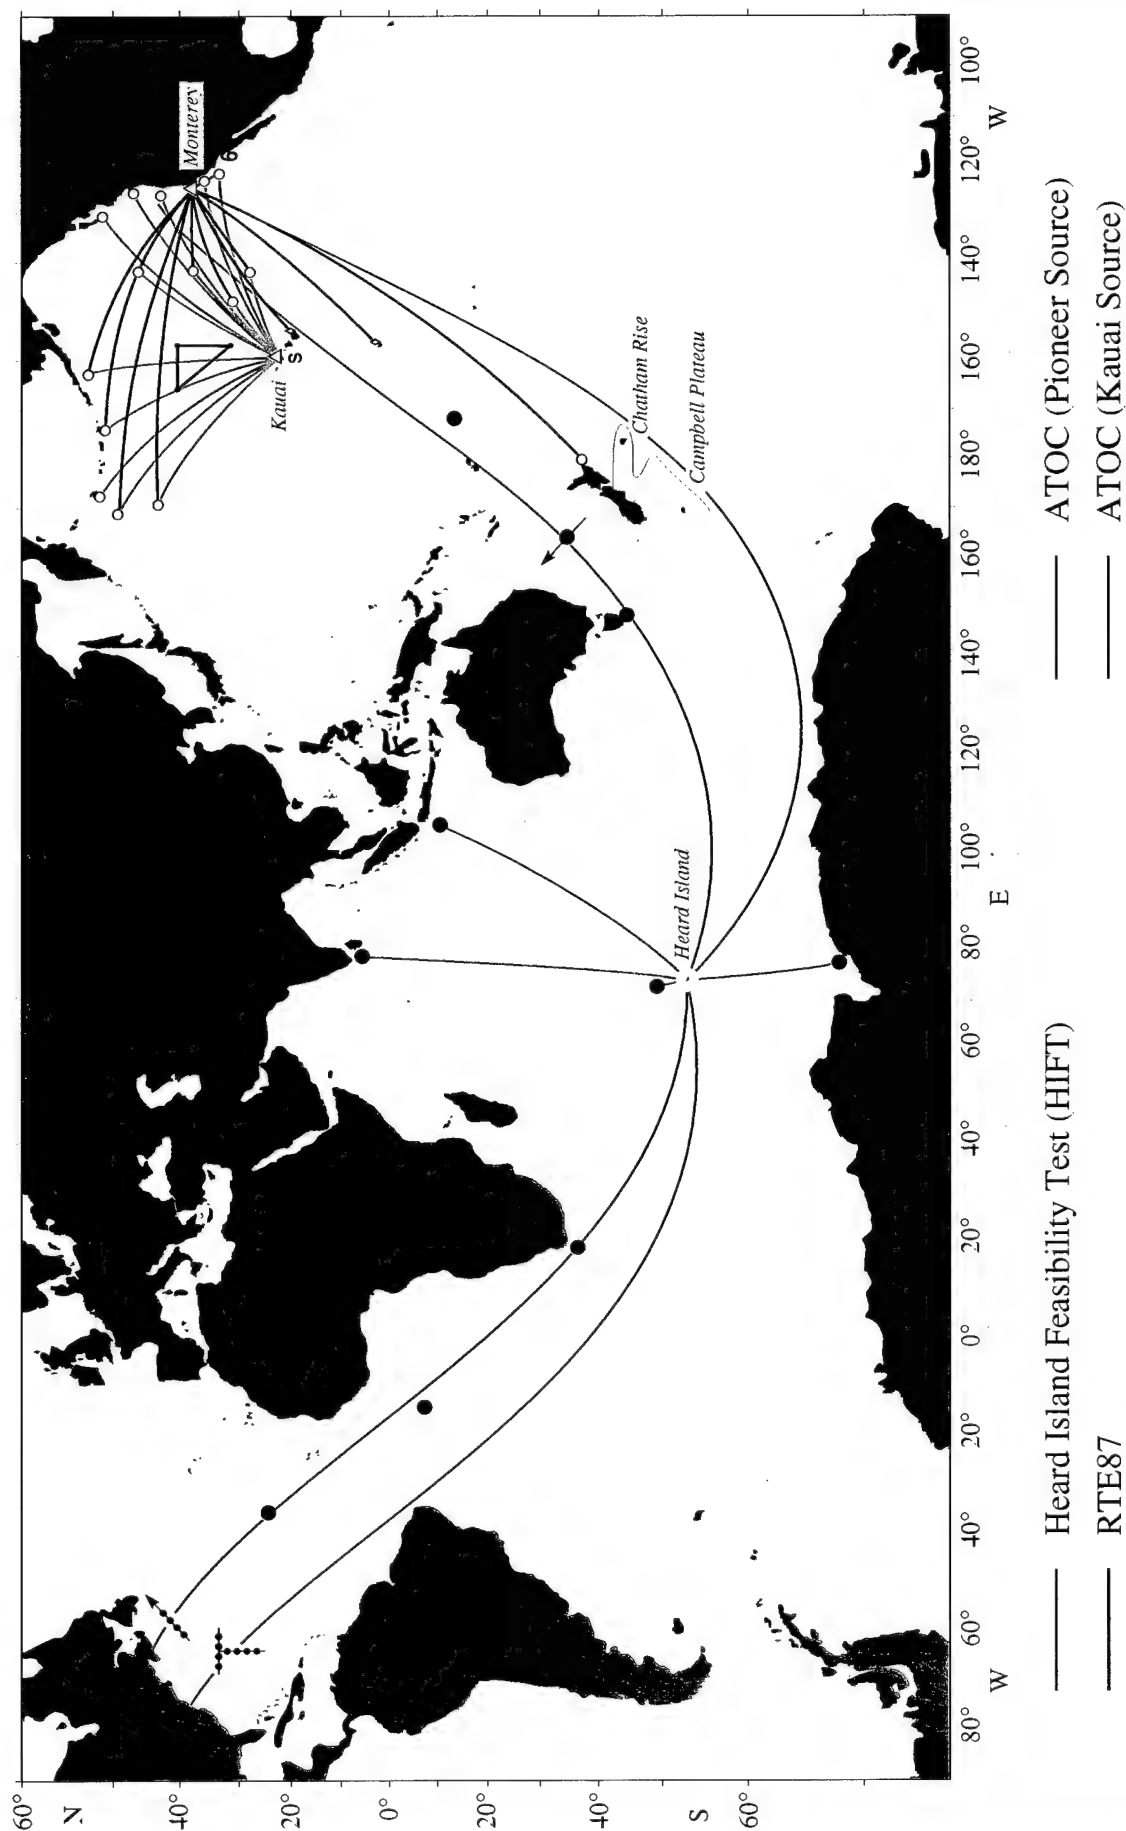 60°
N
40°
20°
0°
20°
40°
S
60°
Monterey
6
Kauai
S
Chatham Rise
Campbell Plateau
Heard Island
80° 60° 40° 20° 0° 20° 40° 60° 80° 100° 120° 140° 160° 180° 160° 140° 120° 100°
W E W
Heard Island Feasibility Test (HIFT) ATOC (Pioneer Source)
RTE87 ATOC (Kauai Source)